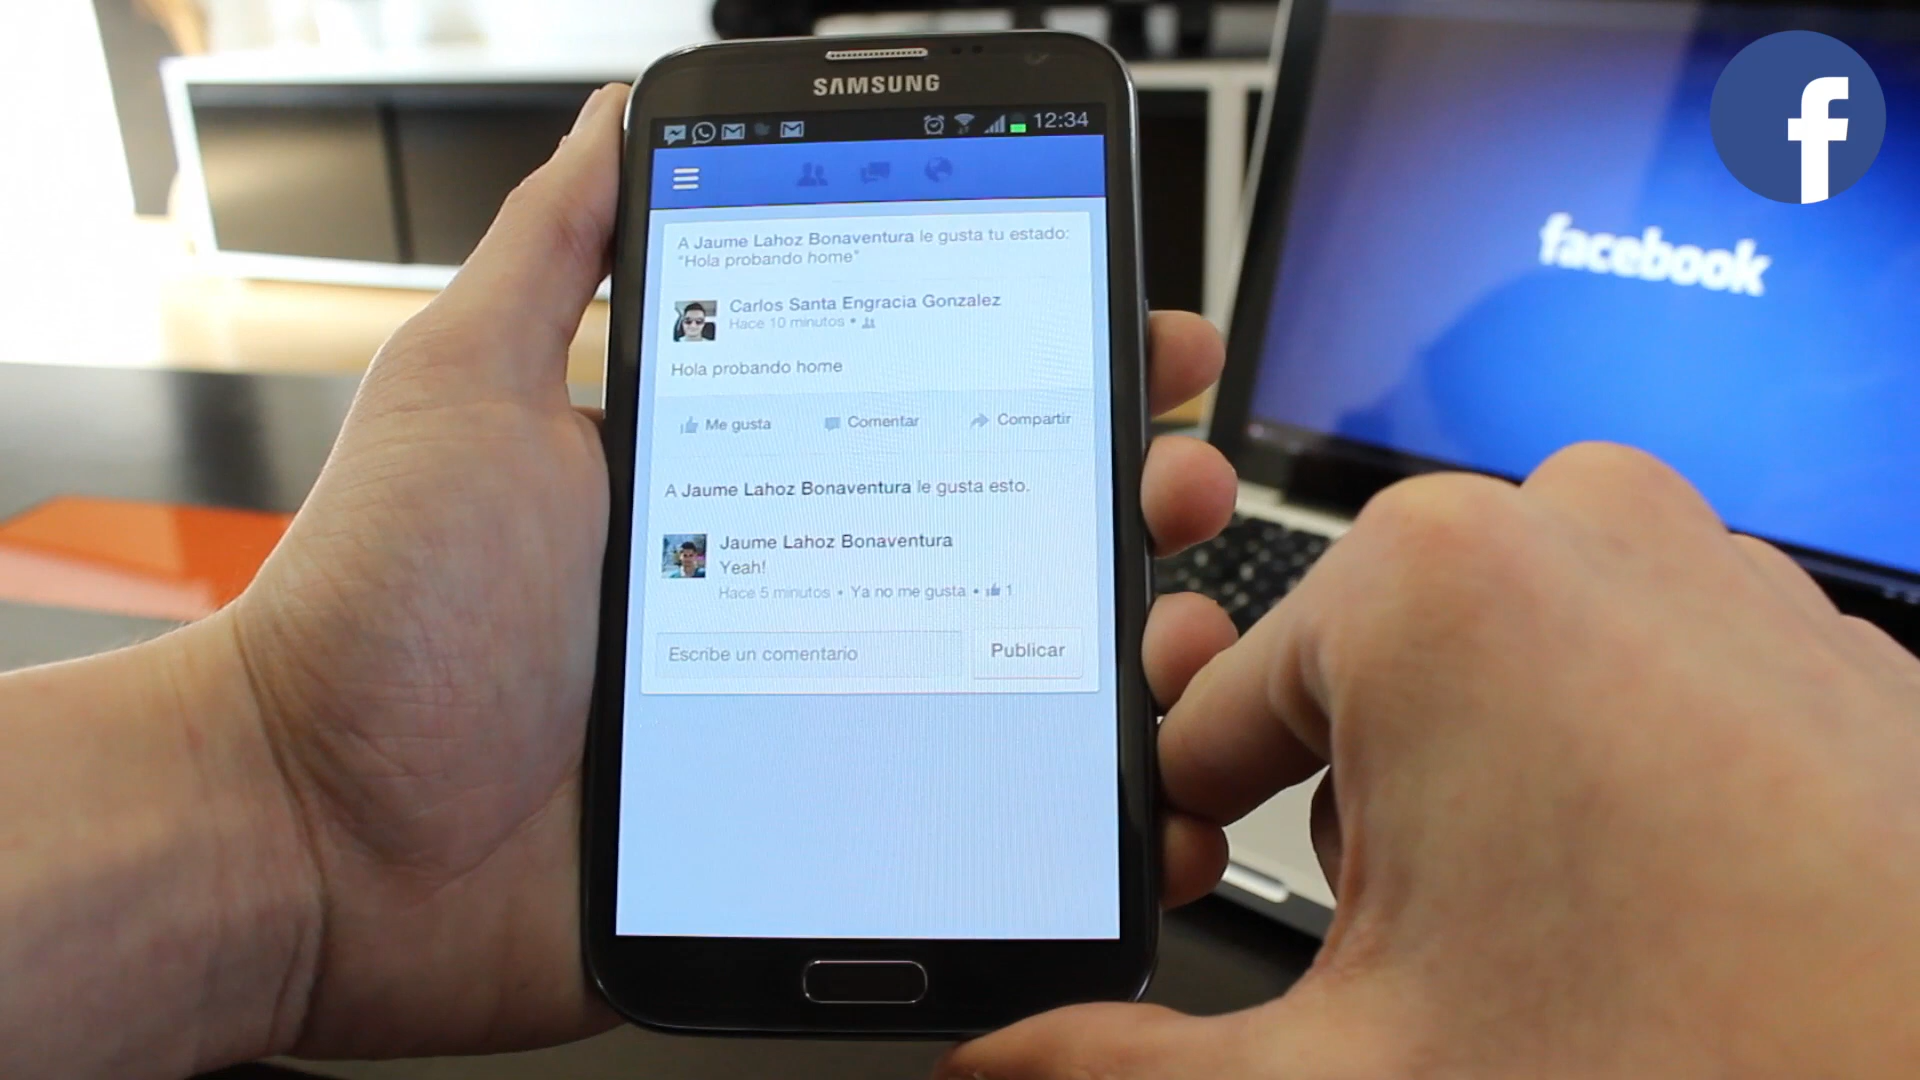 SAMSUNG
12:34
A Jaume Lahoz Bonaventura le gusta tu estado:
"Hola probando home"
Carlos Santa Engracia Gonzalez
Hace 10 minutos •
Hola probando home
Me gusta Comentar Compartir
A Jaume Lahoz Bonaventura le gusta esto.
Jaume Lahoz Bonaventura
Yeah!
Hace 5 minutos • Ya no me gusta • 1
Escribe un comentario Publicar
facebook
f